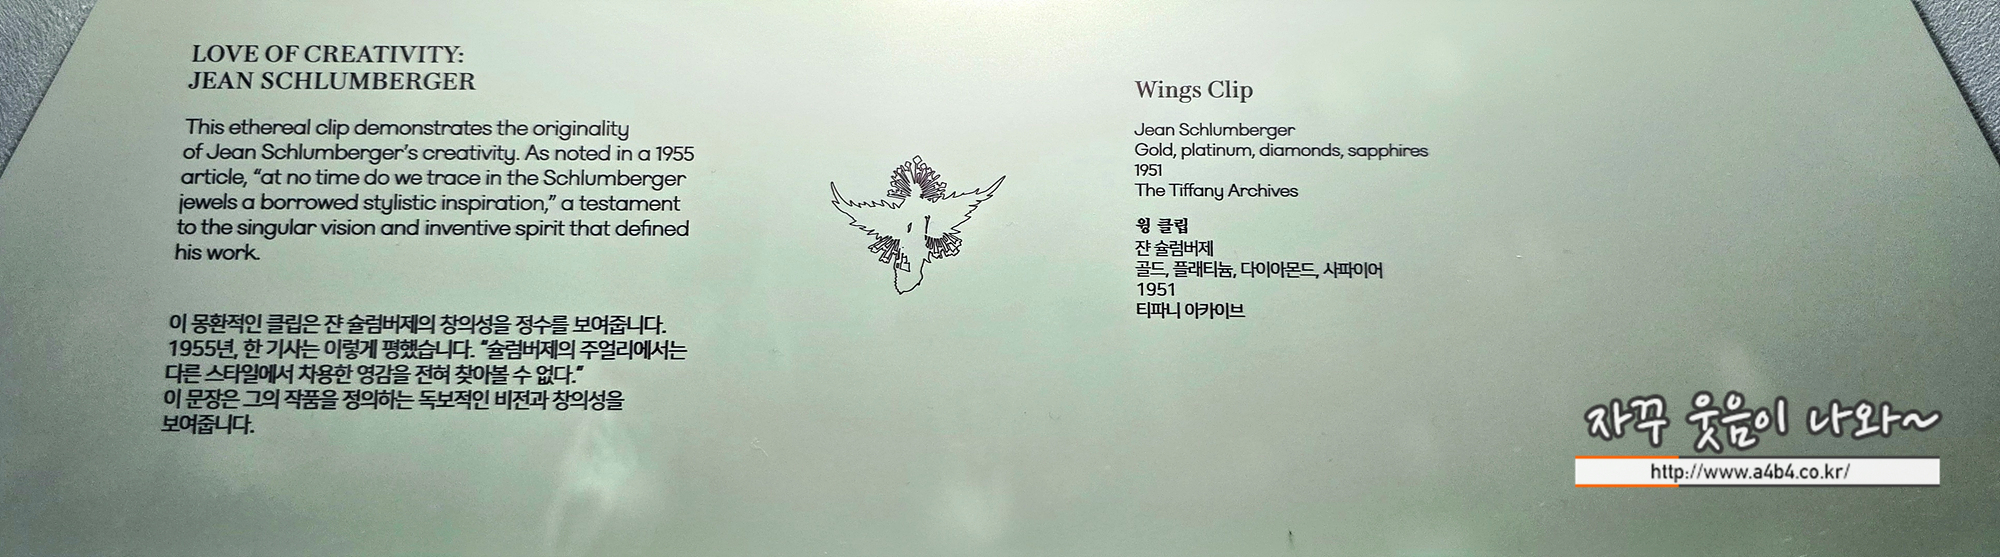 LOVE OF CREATIVITY:
JEAN SCHLUMBERGER
This ethereal clip demonstrates the originality
of Jean Schlumberger's creativity. As noted in a 1955
article, "at no time do we trace in the Schlumberger
jewels a borrowed stylistic inspiration," a testament
to the singular vision and inventive spirit that defined
his work.
이 몽환적인 클립은 쟌 슐럼버제의 창의성을 정수를 보여줍니다.
1955년, 한 기사는 이렇게 평했습니다. "슐럼버제의 주얼리에서는
다른 스타일에서 차용한 영감을 전혀 찾아볼 수 없다."
이 문장은 그의 작품을 정의하는 독보적인 비전과 창의성을
보여줍니다.
Wings Clip
Jean Schlumberger
Gold, platinum, diamonds, sapphires
1951
The Tiffany Archives
윙 클립
쟌 슐럼버제
골드, 플래티늄, 다이아몬드, 사파이어
1951
티파니 아카이브
자꾸 웃음이 나와~
http://www.a4b4.co.kr/